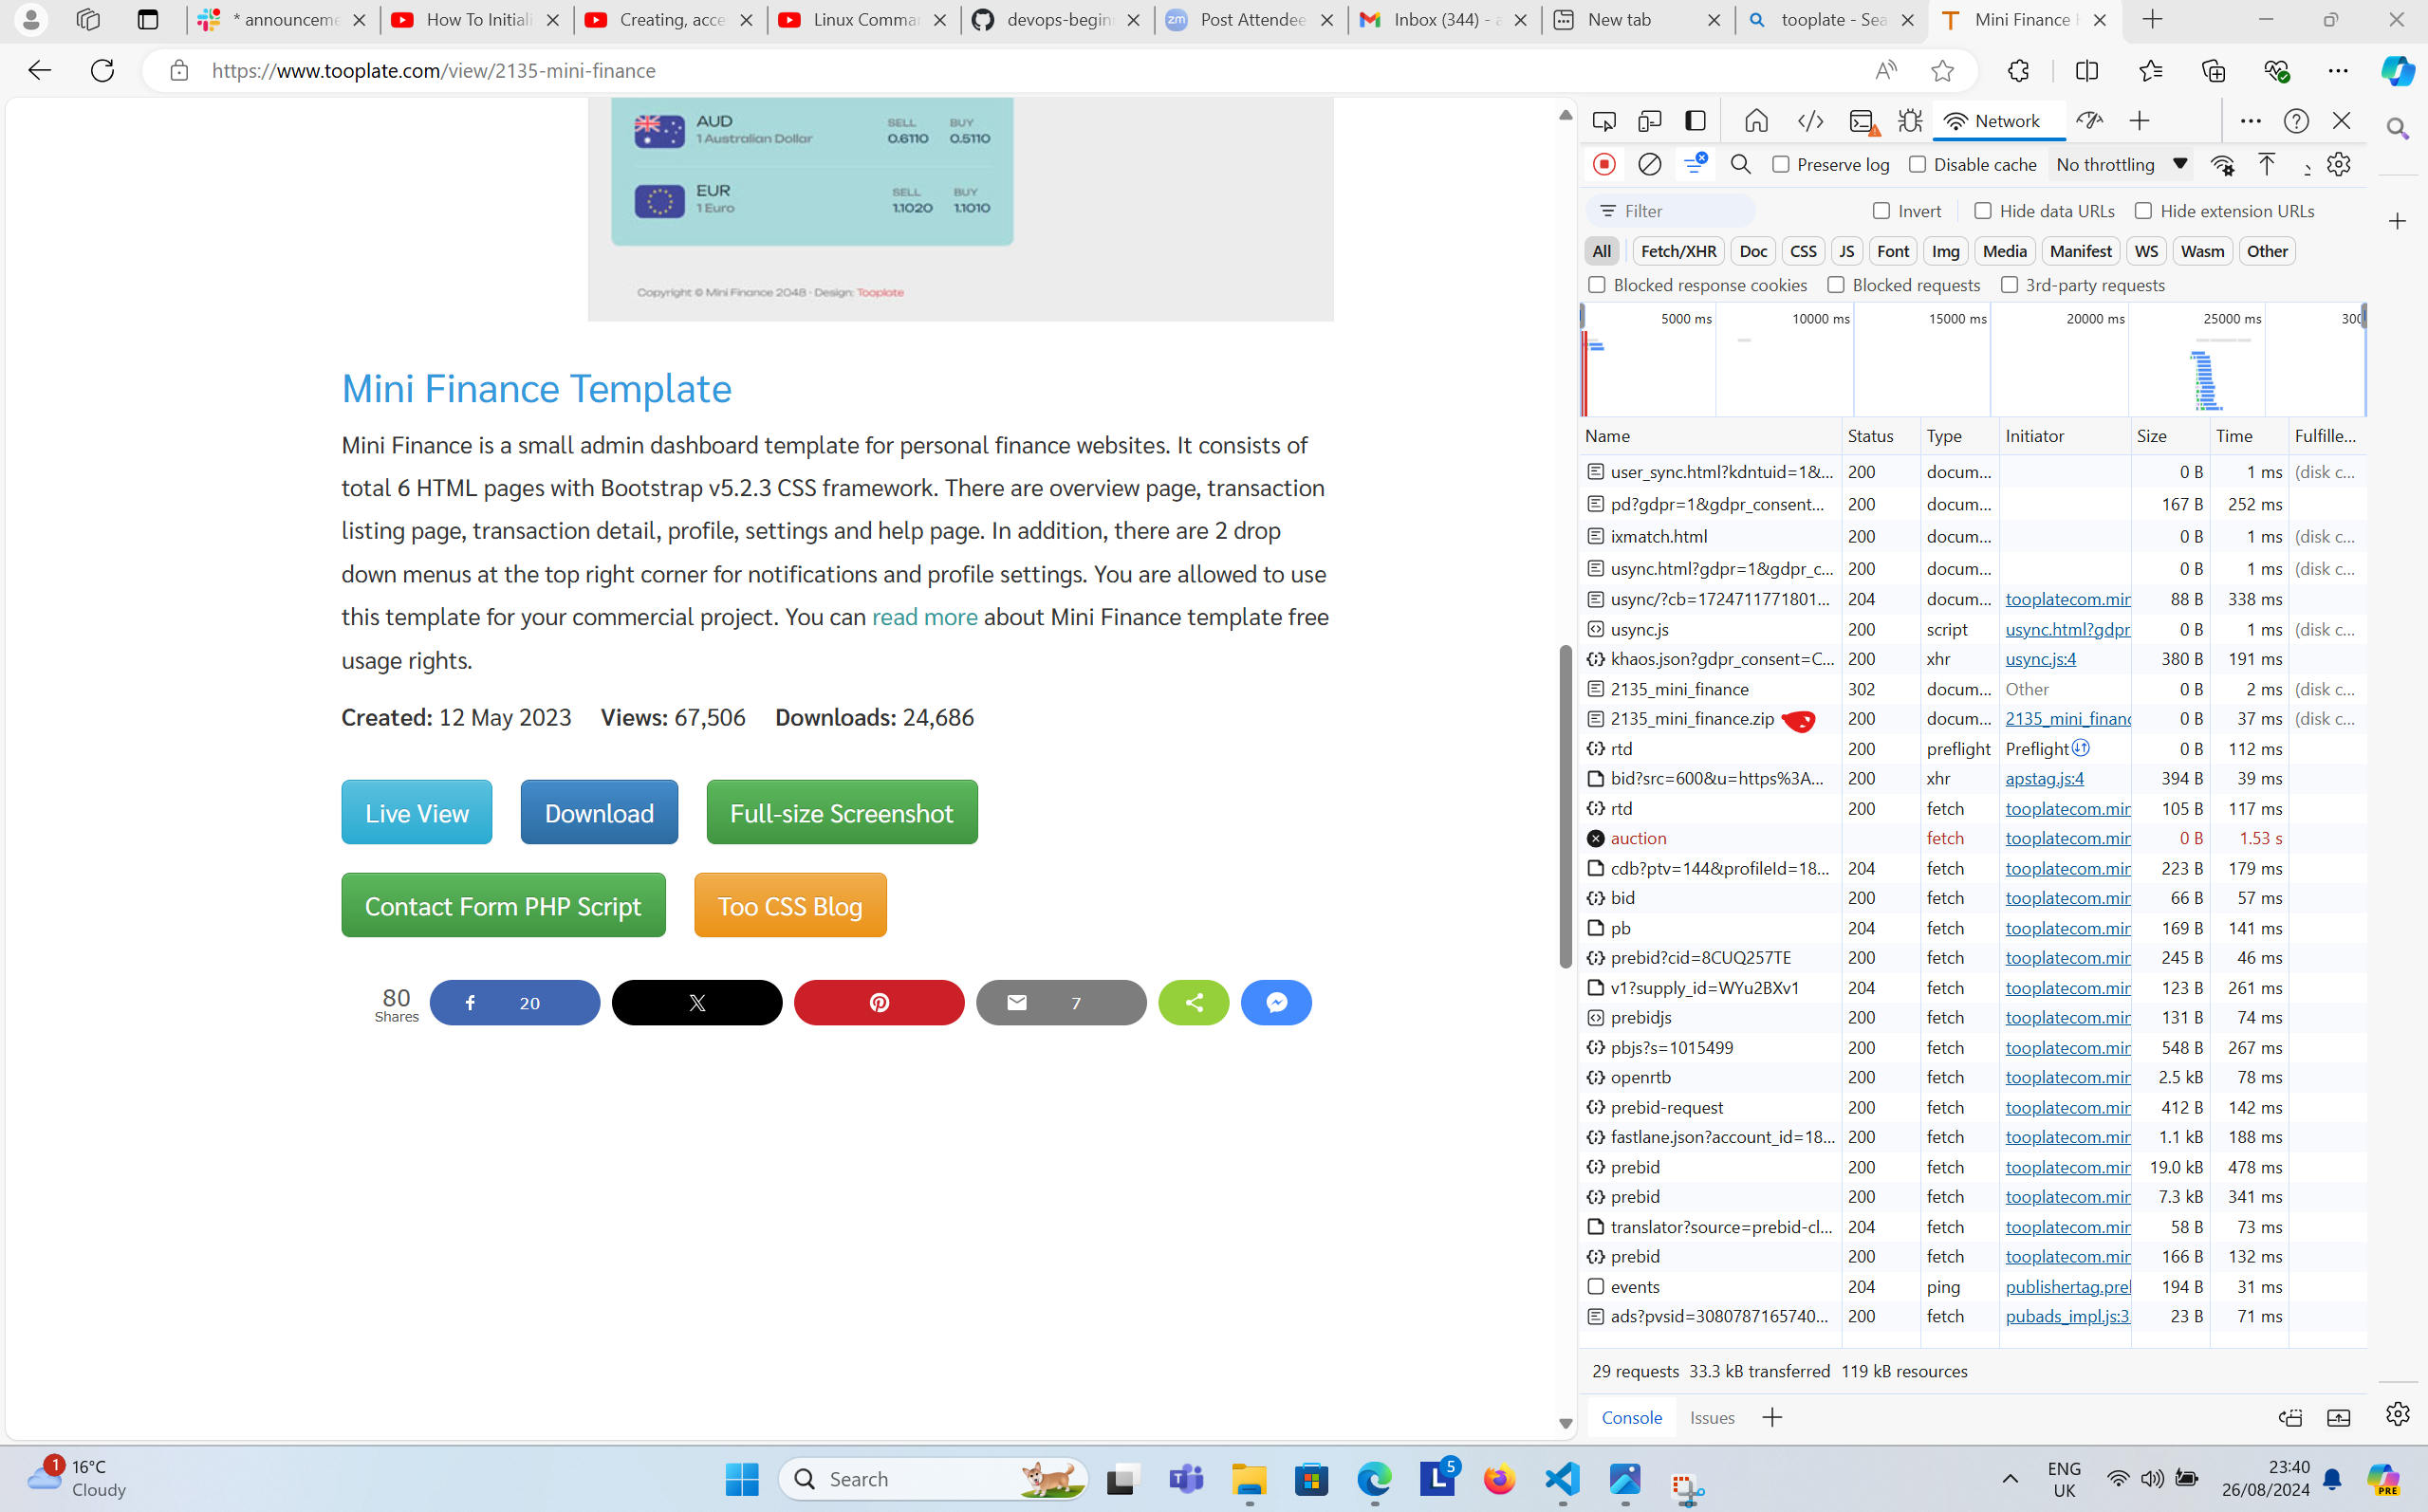 * announceme
How To Initiali
Creating, acce
Linux Comman
devops-beginn
Post Attendee
Inbox (344) - a
New tab
tooplate - Sea
Mini Finance
https://www.tooplate.com/view/2135-mini-finance
AUD
1 Australian Dollar
SELL BUY
0.6110 0.5110
EUR
1 Euro
SELL BUY
1.1020 1.1010
Copyright © Mini Finance 2048 - Design: Tooplate
Mini Finance Template
Mini Finance is a small admin dashboard template for personal finance websites. It consists of
total 6 HTML pages with Bootstrap v5.2.3 CSS framework. There are overview page, transaction
listing page, transaction detail, profile, settings and help page. In addition, there are 2 drop
down menus at the top right corner for notifications and profile settings. You are allowed to use
this template for your commercial project. You can read more about Mini Finance template free
usage rights.
Created: 12 May 2023 Views: 67,506 Downloads: 24,686
Live View Download Full-size Screenshot
Contact Form PHP Script Too CSS Blog
80
Shares
20
7
Network
Preserve log Disable cache No throttling
Filter Invert Hide data URLs Hide extension URLs
All Fetch/XHR Doc CSS JS Font Img Media Manifest WS Wasm Other
Blocked response cookies Blocked requests 3rd-party requests
5000 ms 10000 ms 15000 ms 20000 ms 25000 ms 300
Name Status Type Initiator Size Time Fulfille...
user_sync.html?kdntuid=1&... 200 docum... 0 B 1 ms (disk c...
pd?gdpr=1&gdpr_consent... 200 docum... 167 B 252 ms
ixmatch.html 200 docum... 0 B 1 ms (disk c...
usync.html?gdpr=1&gdpr_c... 200 docum... 0 B 1 ms (disk c...
usync/?cb=1724711771801... 204 docum... tooplatecom.min 88 B 338 ms
usync.js 200 script usync.html?gdpr 0 B 1 ms (disk c...
khaos.json?gdpr_consent=C... 200 xhr usync.js:4 380 B 191 ms
2135_mini_finance 302 docum... Other 0 B 2 ms (disk c...
2135_mini_finance.zip 200 docum... 2135_mini_financ 0 B 37 ms (disk c...
rtd 200 preflight Preflight 0 B 112 ms
bid?src=600&u=https%3A... 200 xhr apstag.js:4 394 B 39 ms
rtd 200 fetch tooplatecom.min 105 B 117 ms
auction fetch tooplatecom.min 0 B 1.53 s
cdb?ptv=144&profileId=18... 204 fetch tooplatecom.min 223 B 179 ms
bid 200 fetch tooplatecom.min 66 B 57 ms
pb 204 fetch tooplatecom.min 169 B 141 ms
prebid?cid=8CUQ257TE 200 fetch tooplatecom.min 245 B 46 ms
v1?supply_id=WYu2BXv1 204 fetch tooplatecom.min 123 B 261 ms
prebidjs 200 fetch tooplatecom.min 131 B 74 ms
pbjs?s=1015499 200 fetch tooplatecom.min 548 B 267 ms
openrtb 200 fetch tooplatecom.min 2.5 kB 78 ms
prebid-request 200 fetch tooplatecom.min 412 B 142 ms
fastlane.json?account_id=18... 200 fetch tooplatecom.min 1.1 kB 188 ms
prebid 200 fetch tooplatecom.min 19.0 kB 478 ms
prebid 200 fetch tooplatecom.min 7.3 kB 341 ms
translator?source=prebid-cl... 204 fetch tooplatecom.min 58 B 73 ms
prebid 200 fetch tooplatecom.min 166 B 132 ms
events 204 ping publishertag.prel 194 B 31 ms
ads?pvsid=3080787165740... 200 fetch pubads_impl.js:3 23 B 71 ms
29 requests 33.3 kB transferred 119 kB resources
Console Issues
1
16°C
Cloudy
Search
5
ENG
UK
23:40
26/08/2024
PRE